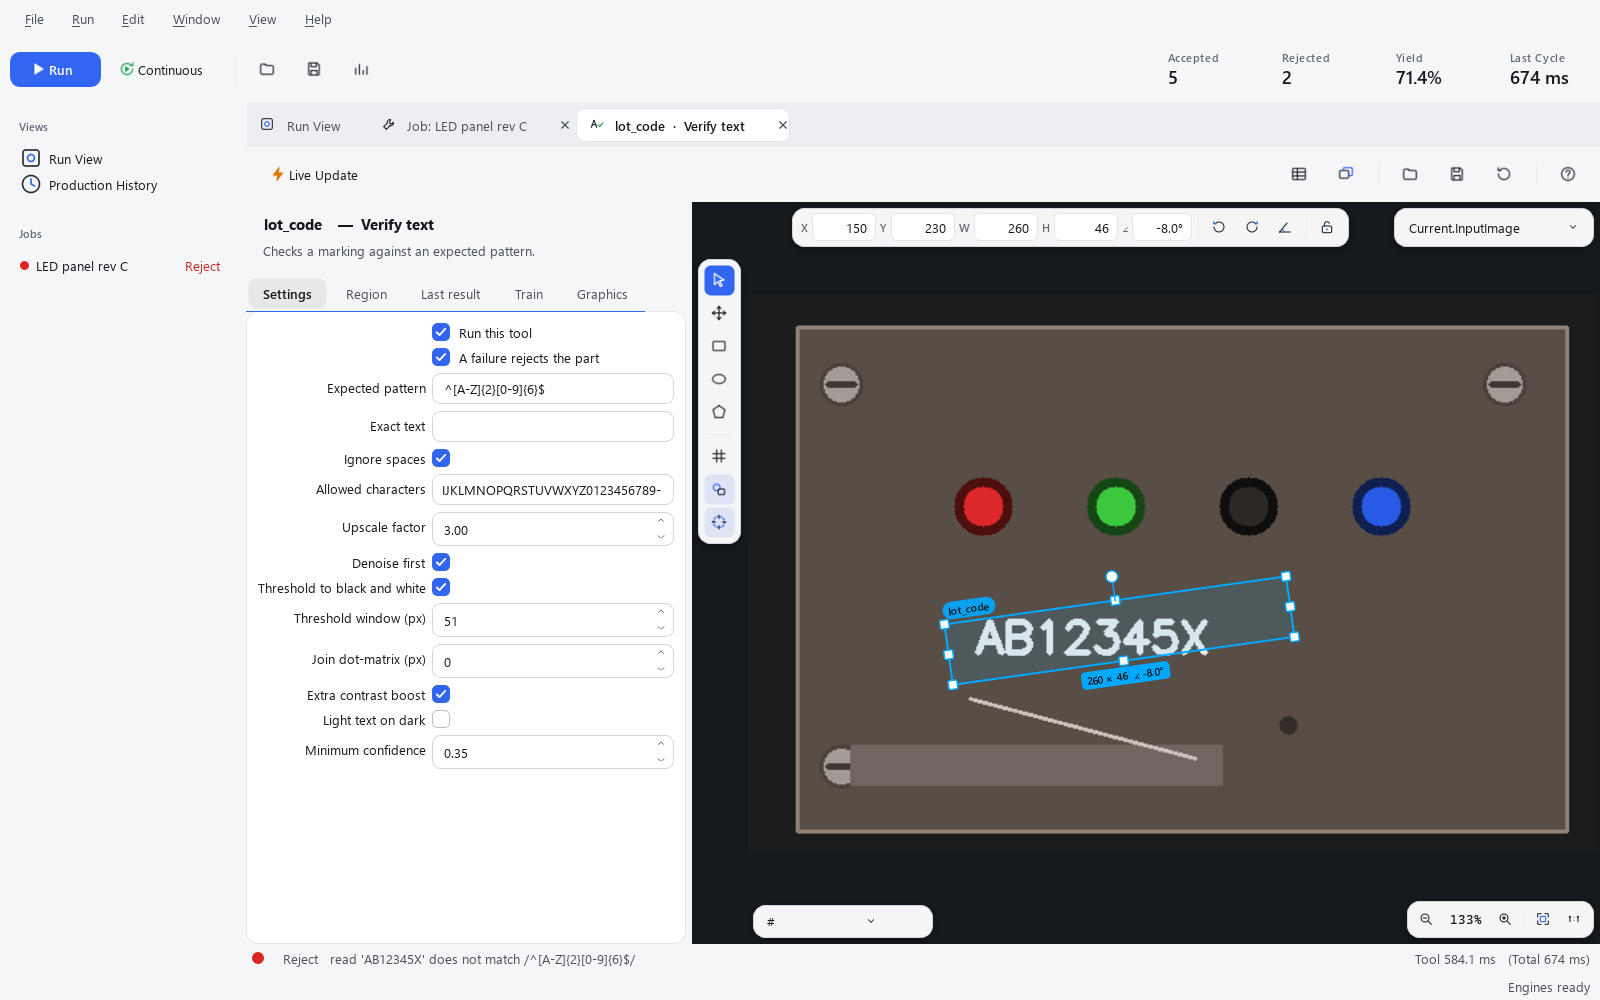 File Run Edit Window View Help
Run Continuous
Accepted Rejected Yield Last Cycle
5 2 71.4% 674 ms
Views
Run View
Production History
Jobs
LED panel rev C Reject
Run View Job: LED panel rev C lot_code · Verify text
Live Update
lot_code — Verify text
Checks a marking against an expected pattern.
Settings Region Last result Train Graphics
Run this tool
A failure rejects the part
Expected pattern ^[A-Z]{2}[0-9]{6}$
Exact text
Ignore spaces
Allowed characters IJKLMNOPQRSTUVWXYZ0123456789-
Upscale factor 3.00
Denoise first
Threshold to black and white
Threshold window (px) 51
Join dot-matrix (px) 0
Extra contrast boost
Light text on dark
Minimum confidence 0.35
X 150 Y 230 W 260 H 46 ∠ -8.0°
Current.InputImage
lot_code
AB12345X
260 × 46 ∠ -8.0°
#
133% 1:1
Reject read 'AB12345X' does not match /^[A-Z]{2}[0-9]{6}$/
Tool 584.1 ms (Total 674 ms)
Engines ready